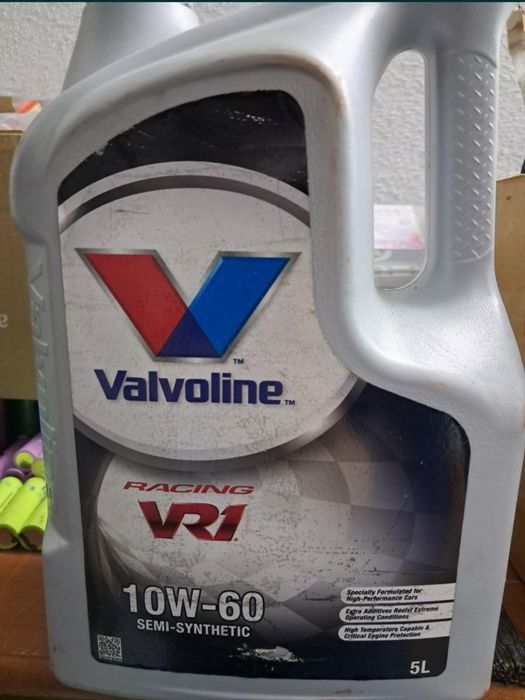 Valvoline™
RACING
VR1
10W-60
SEMI-SYNTHETIC
Specially Formulated for
High-Performance Cars
Extra Additives Resist Extreme
Operating Conditions
High Temperature Capable &
Critical Engine Protection
5L